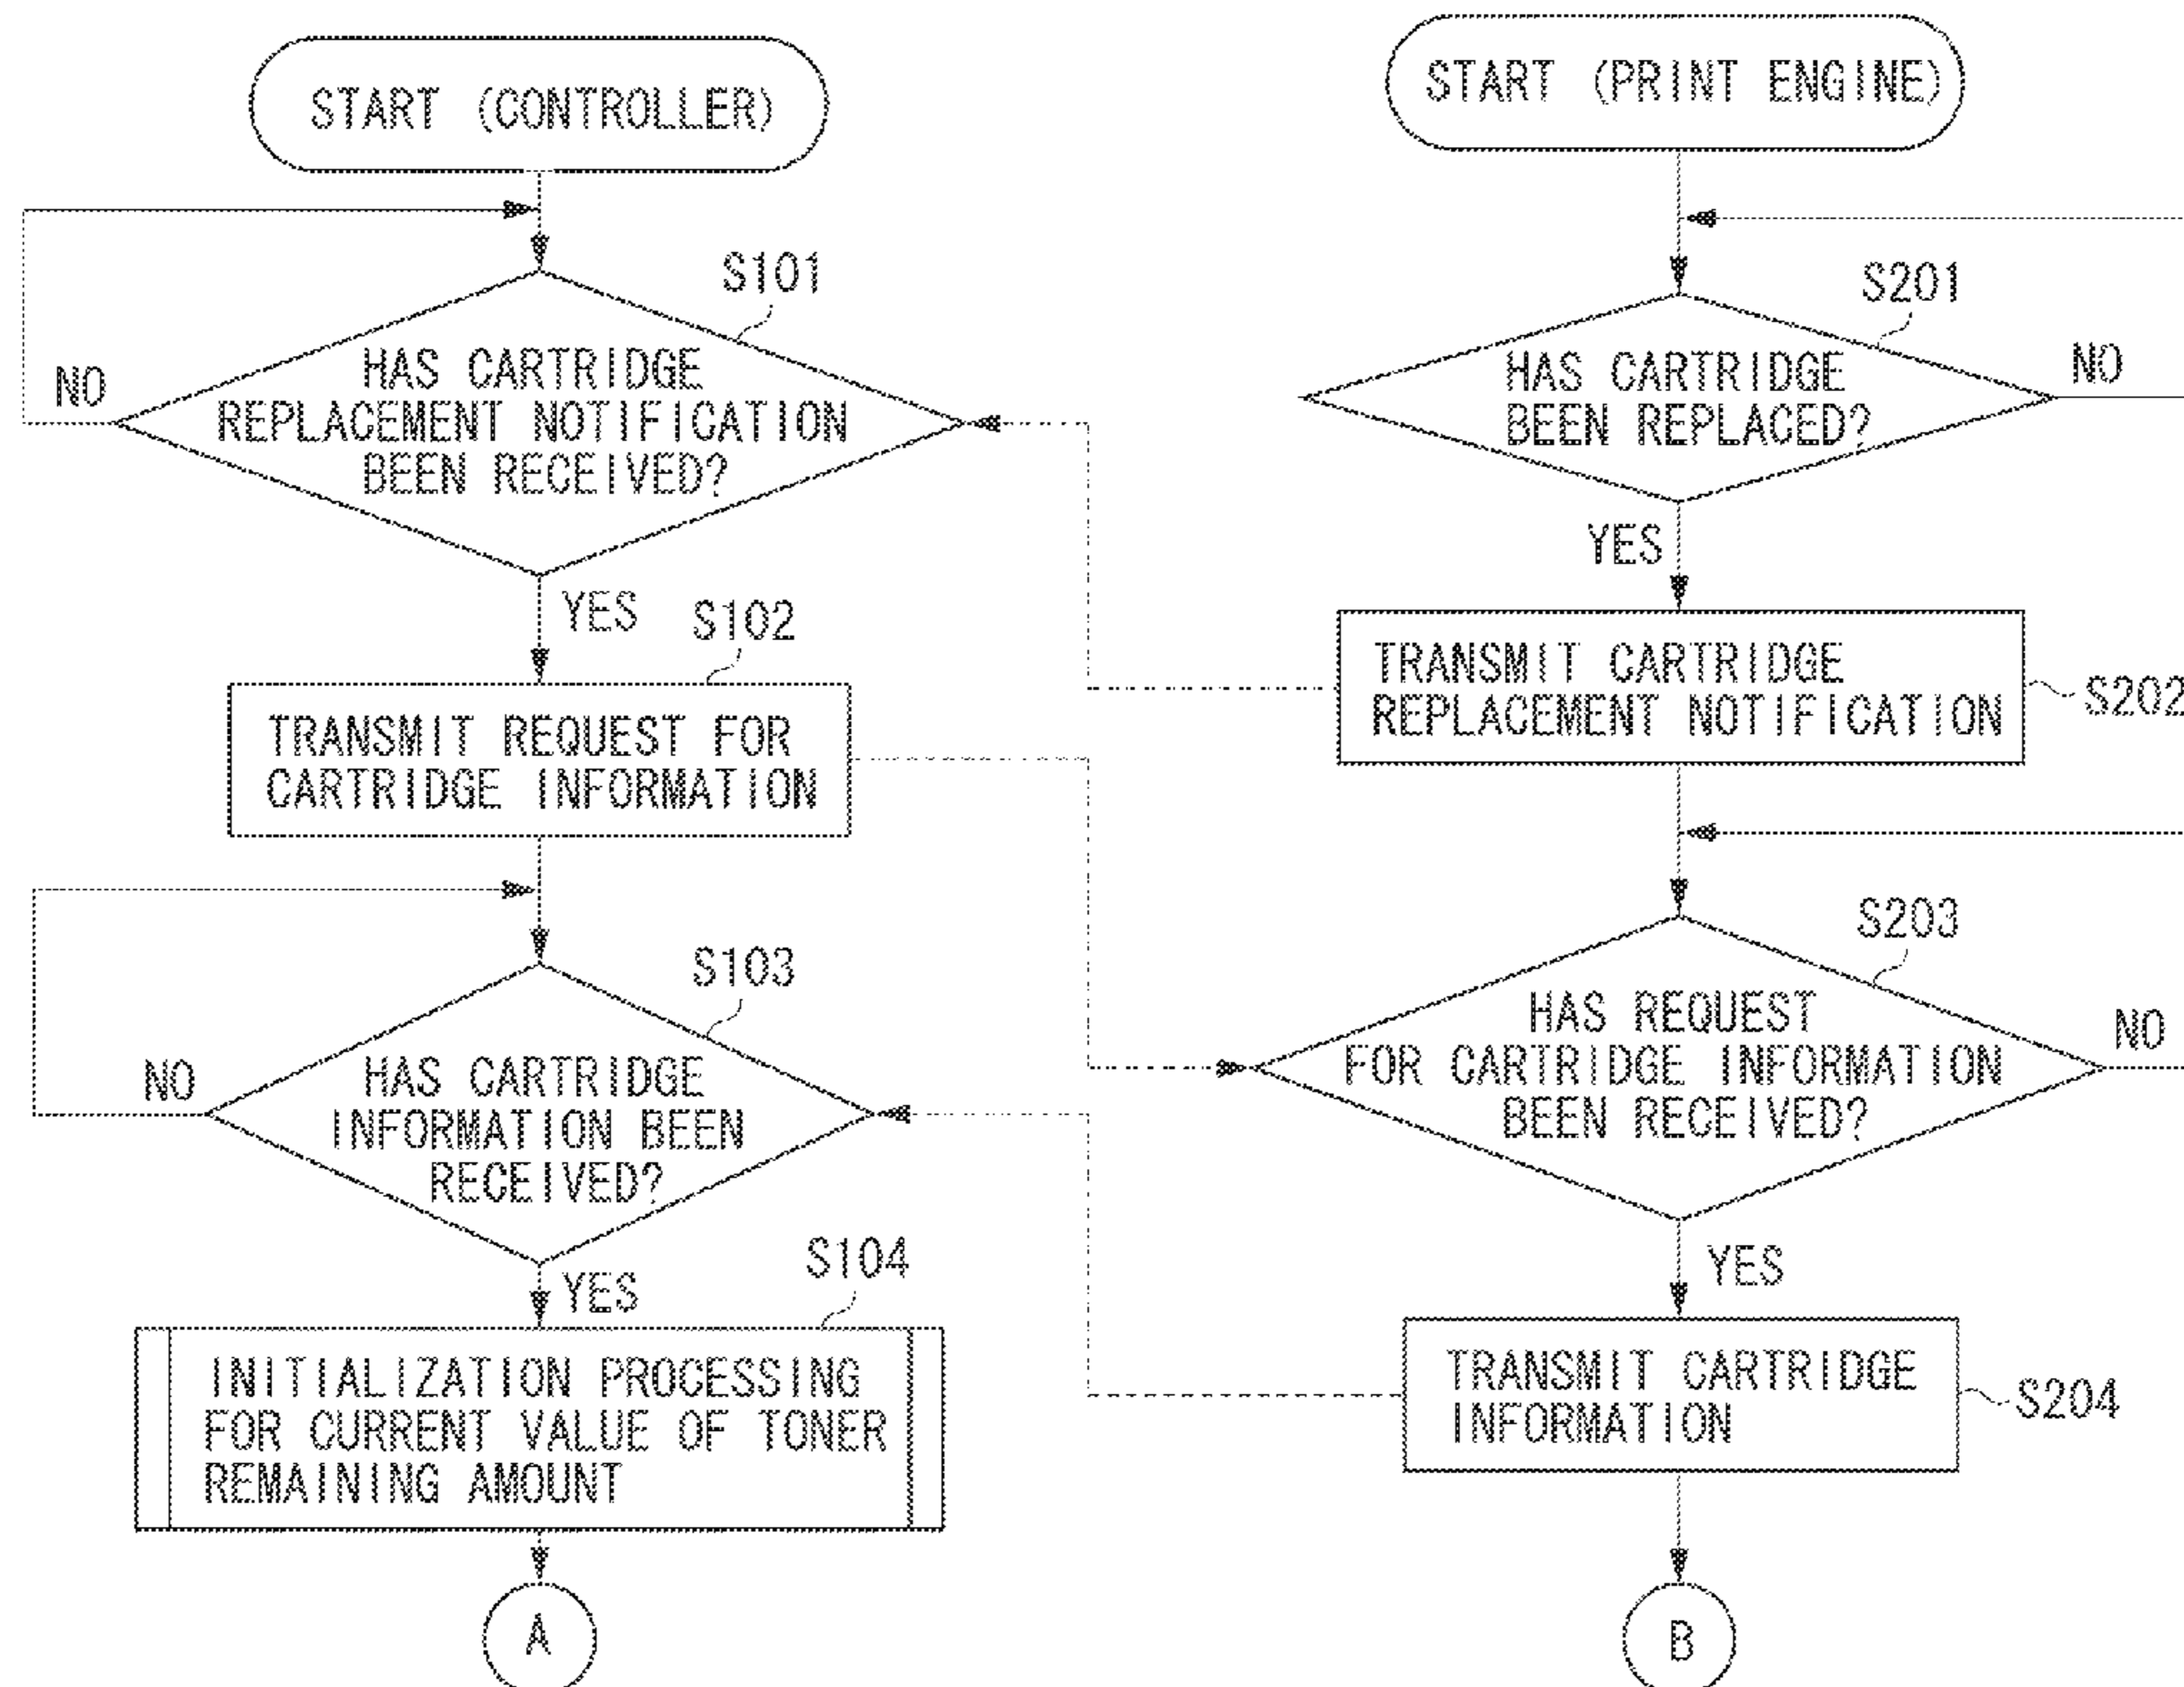 START (CONTROLLER)
S101
HAS CARTRIDGE
REPLACEMENT NOTIFICATION
BEEN RECEIVED?
NO
YES
S102
TRANSMIT REQUEST FOR
CARTRIDGE INFORMATION
S103
HAS CARTRIDGE
INFORMATION BEEN
RECEIVED?
NO
YES
S104
INITIALIZATION PROCESSING
FOR CURRENT VALUE OF TONER
REMAINING AMOUNT
A
START (PRINT ENGINE)
S201
HAS CARTRIDGE
BEEN REPLACED?
NO
YES
TRANSMIT CARTRIDGE
REPLACEMENT NOTIFICATION
S202
S203
HAS REQUEST
FOR CARTRIDGE INFORMATION
BEEN RECEIVED?
NO
YES
TRANSMIT CARTRIDGE
INFORMATION
S204
B